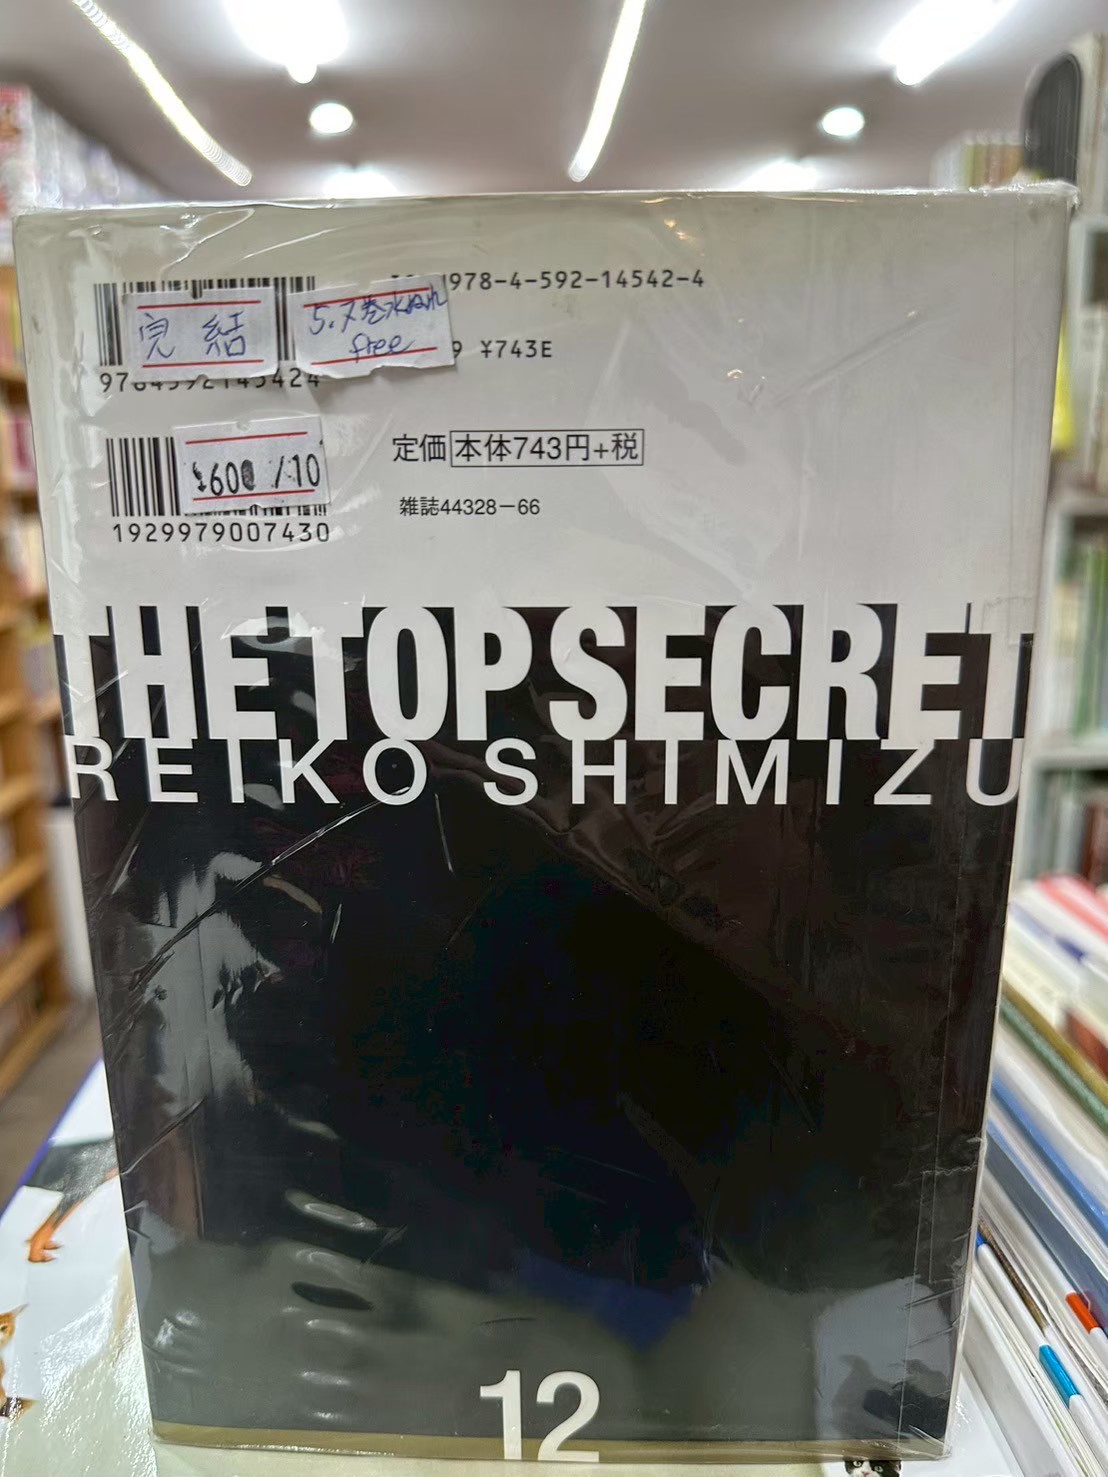 978-4-592-14542-4
完結
5.7巻水ぬれ
free
9 ¥743E
¥600 /10
定価 本体743円+税
雑誌44328-66
1929979007430
THE TOP SECRET
REIKO SHIMIZU
12